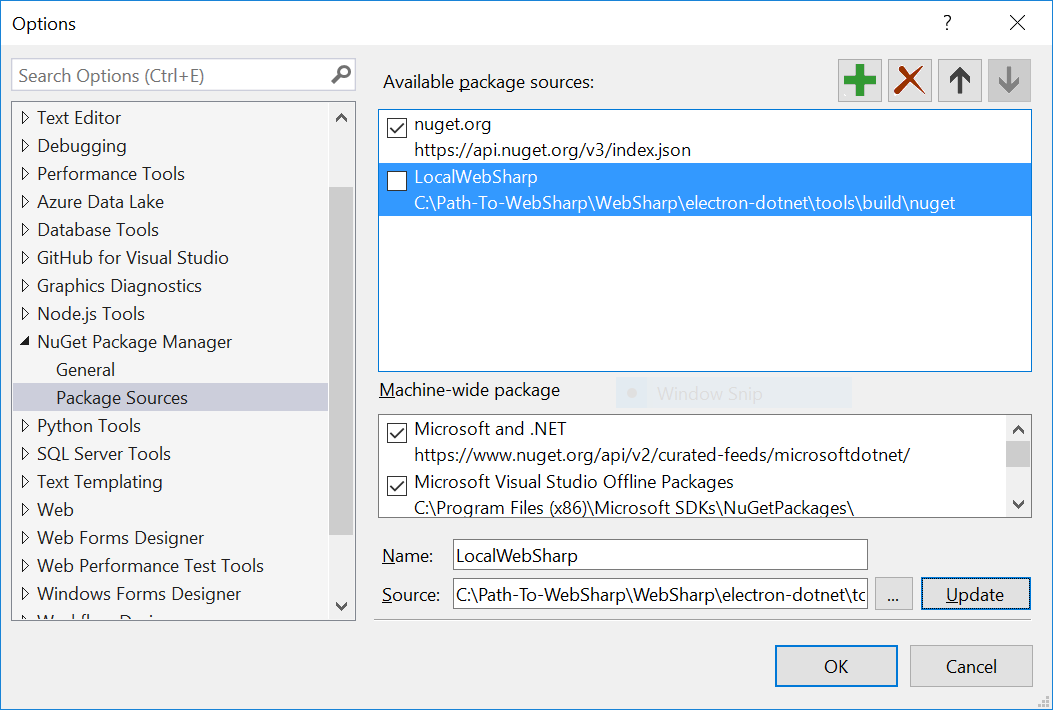 Options
?
Search Options (Ctrl+E)
Text Editor
Debugging
Performance Tools
Azure Data Lake
Database Tools
GitHub for Visual Studio
Graphics Diagnostics
Node.js Tools
NuGet Package Manager
General
Package Sources
Python Tools
SQL Server Tools
Text Templating
Web
Web Forms Designer
Web Performance Test Tools
Windows Forms Designer
Available package sources:
nuget.org
https://api.nuget.org/v3/index.json
LocalWebSharp
C:\Path-To-WebSharp\WebSharp\electron-dotnet\tools\build\nuget
Machine-wide package
Window Snip
Microsoft and .NET
https://www.nuget.org/api/v2/curated-feeds/microsoftdotnet/
Microsoft Visual Studio Offline Packages
C:\Program Files (x86)\Microsoft SDKs\NuGetPackages\
Name: LocalWebSharp
Source: C:\Path-To-WebSharp\WebSharp\electron-dotnet\tc ... Update
OK Cancel